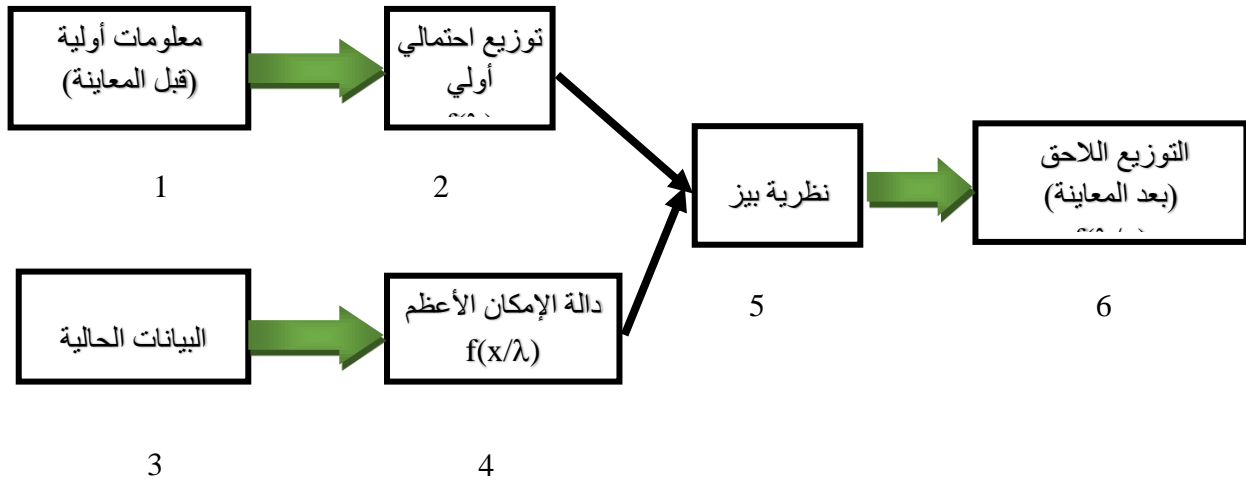 معلومات أولية
(قبل المعاينة)
توزيع احتمالي
أولي
نظرية بيز
التوزيع اللاحق
(بعد المعاينة)
1
2
البيانات الحالية
دالة الإمكان الأعظم
f(x/λ)
5
6
3
4